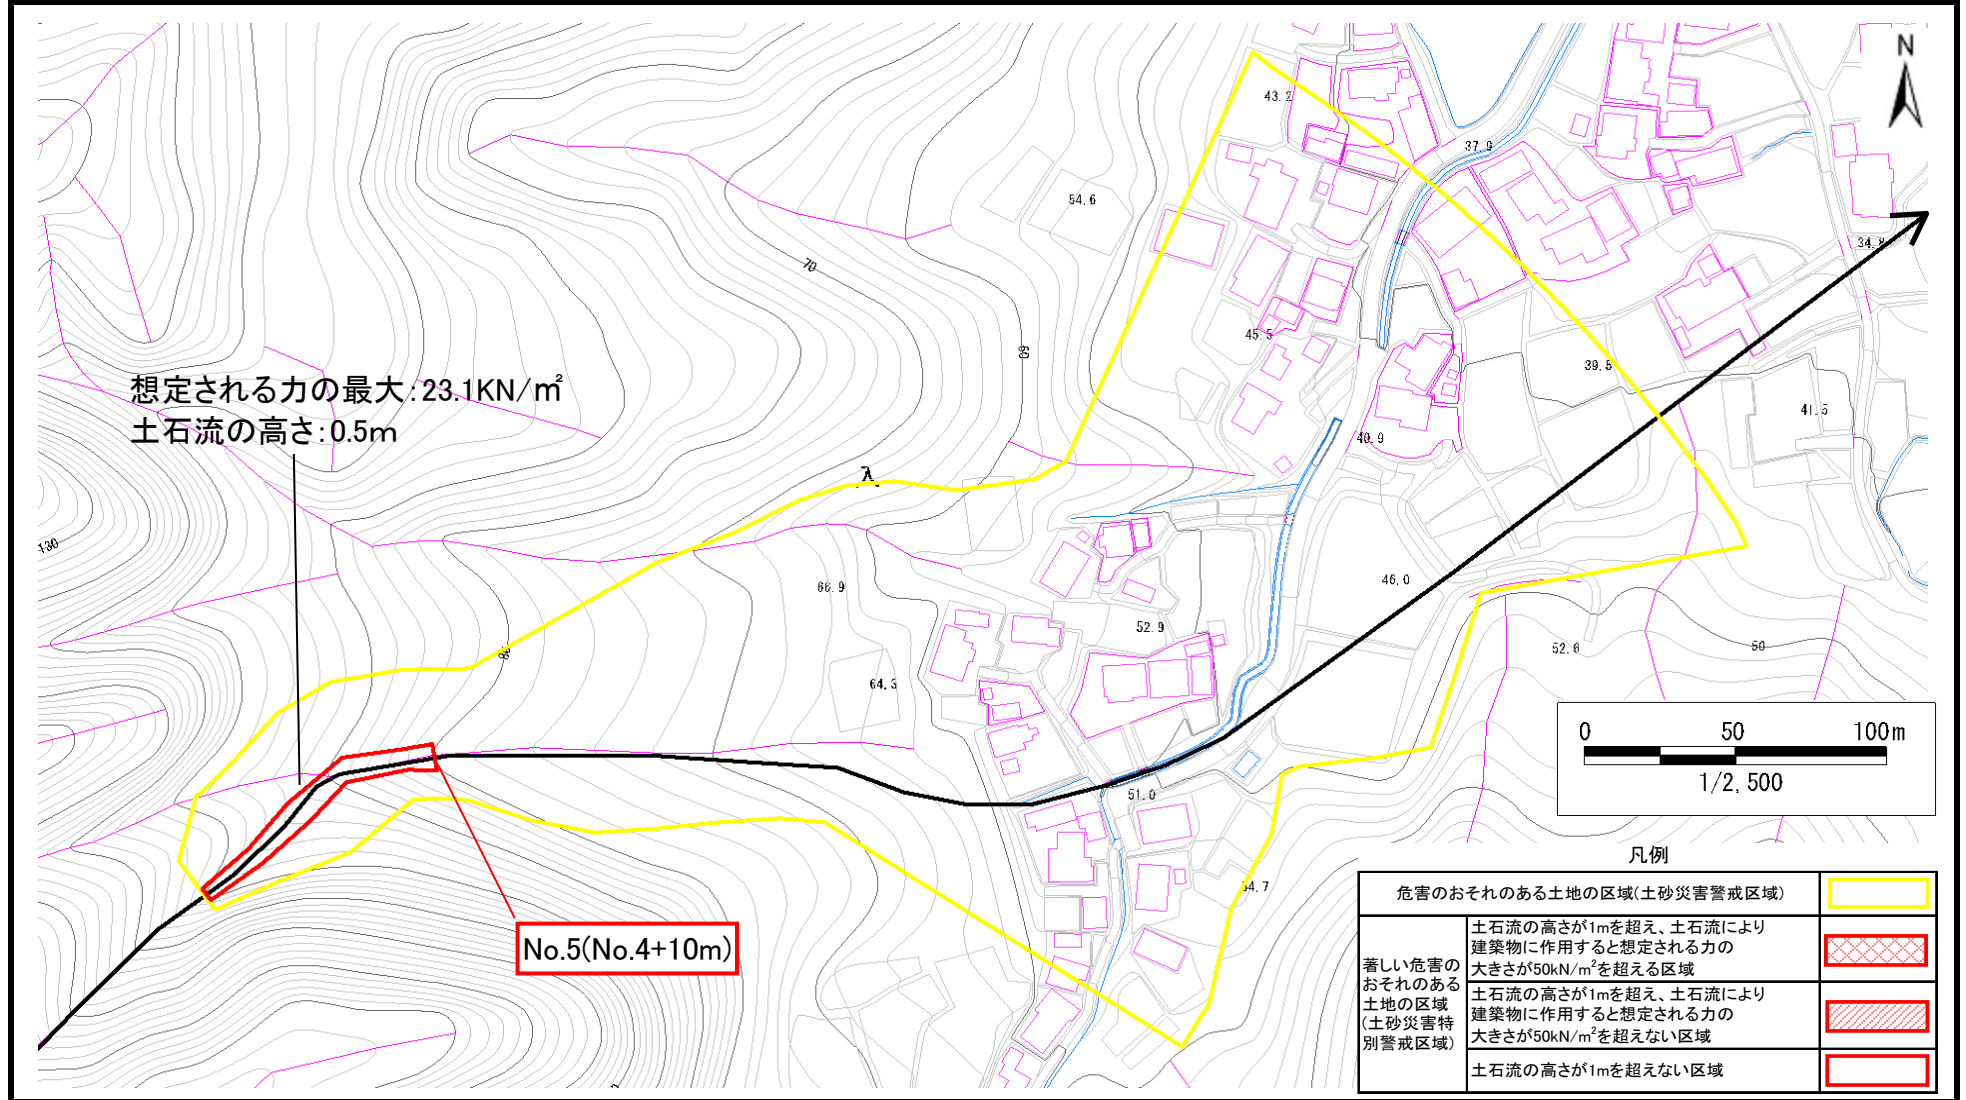 N
43.2
37.9
54.6
34.8
70
45.5
60
39.5
想定される力の最大:23.1KN/㎡
土石流の高さ:0.5m
41.5
40.9
130
46.0
66.9
52.9
52.6
50
80
64.3
0 50 100m
1/2,500
51.0
54.7
No.5(No.4+10m)
凡例
危害のおそれのある土地の区域(土砂災害警戒区域)
著しい危害の
おそれのある
土地の区域
(土砂災害特
別警戒区域)
土石流の高さが1mを超え、土石流により
建築物に作用すると想定される力の
大きさが50kN/m²を超える区域
土石流の高さが1mを超え、土石流により
建築物に作用すると想定される力の
大きさが50kN/m²を超えない区域
土石流の高さが1mを超えない区域